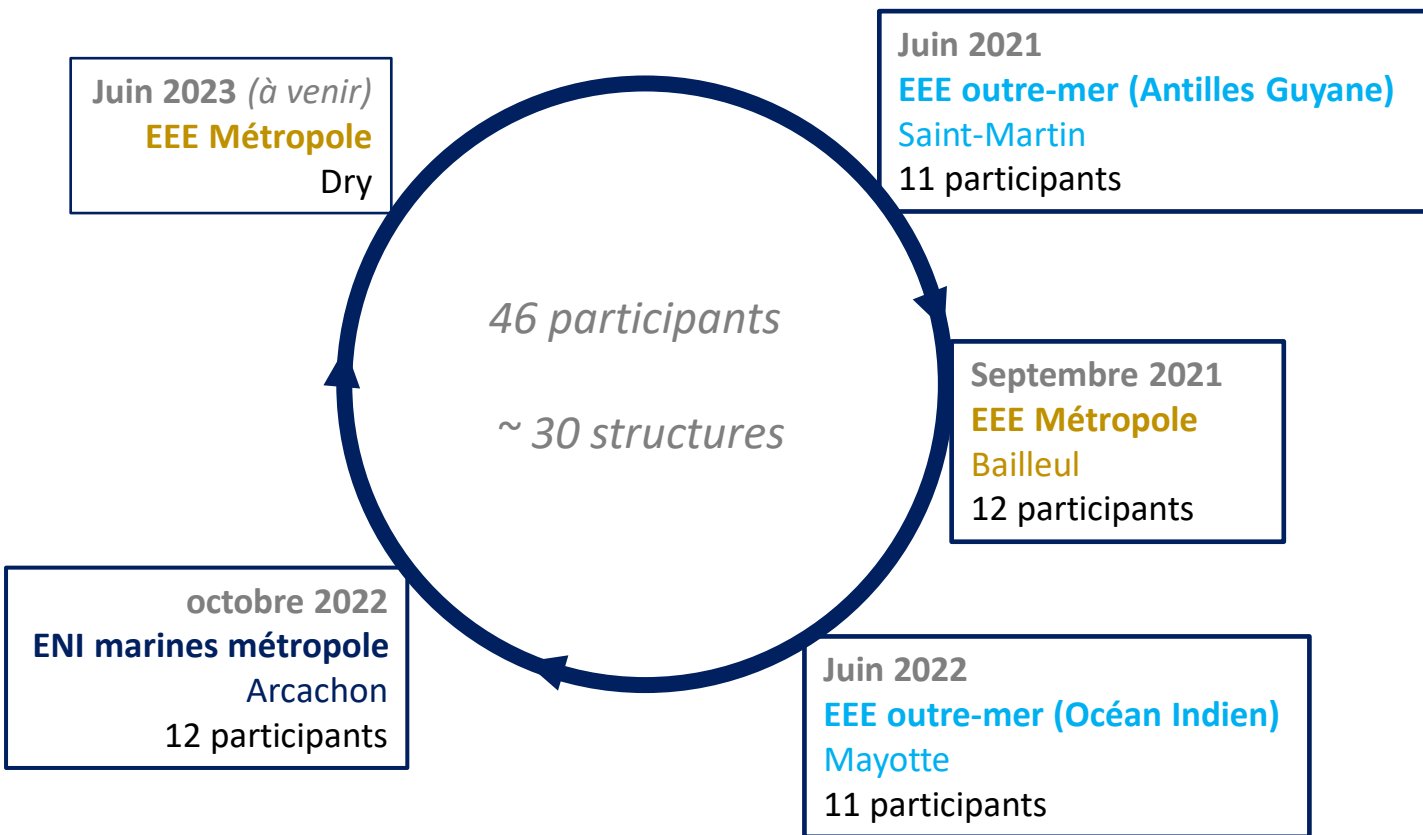 Juin 2021
EEE outre-mer (Antilles Guyane)
Saint-Martin
11 participants
Septembre 2021
EEE Métropole
Bailleul
12 participants
Juin 2022
EEE outre-mer (Océan Indien)
Mayotte
11 participants
octobre 2022
ENI marines métropole
Arcachon
12 participants
Juin 2023 (à venir)
EEE Métropole
Dry
46 participants
~ 30 structures